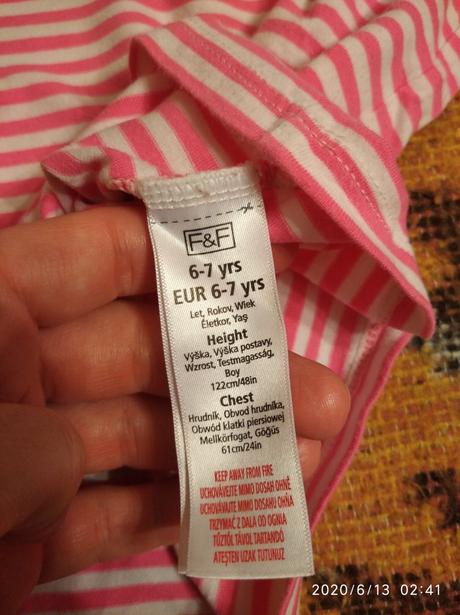 F&F
6-7 yrs
EUR 6-7 yrs
Let, Rokov, Wiek
Életkor, Yaş
Height
Výška, Výška postavy,
Wzrost, Testmagasság,
Boy
122cm/48in
Chest
Hrudník, Obvod hrudníka,
Obwód klatki piersiowej
Mellkörfogat, Göğüs
61cm/24in
KEEP AWAY FROM FIRE
UCHOVÁVEJTE MIMO DOSAH OHNĚ
UCHOVÁVAJTE MIMO DOSAHU OHŇA
TRZYMAĆ Z DALA OD OGNIA
TŰZTŐL TÁVOL TARTANDÓ
ATEŞTEN UZAK TUTUNUZ
2020/6/13 02:41